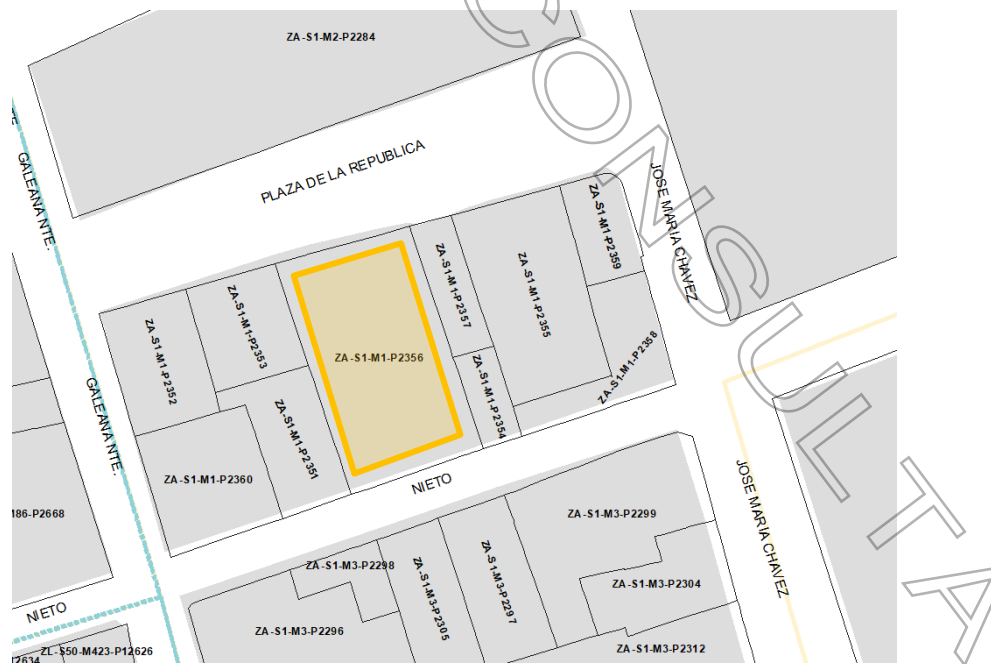 ZA-S1-M2-P2284
PLAZA DE LA REPUBLICA
GALEANA NTE.
JOSE MARIA CHAVEZ
ZA-S1-M1-P2359
ZA-S1-M1-P2357
ZA-S1-M1-P2355
ZA-S1-M1-P2353
ZA-S1-M1-P2352
ZA-S1-M1-P2356
ZA-S1-M1-P2358
ZA-S1-M1-P2354
ZA-S1-M1-P2351
GALEANA NTE.
ZA-S1-M1-P2360
NIETO
M86-P2668
ZA-S1-M3-P2299
JOSE MARIA CHAVEZ
ZA-S1-M3-P2298
ZA-S1-M3-P2297
ZA-S1-M3-P2305
ZA-S1-M3-P2304
NIETO
ZA-S1-M3-P2296
ZA-S1-M3-P2312
ZL-S50-M423-P12626
12634
CONSULTA